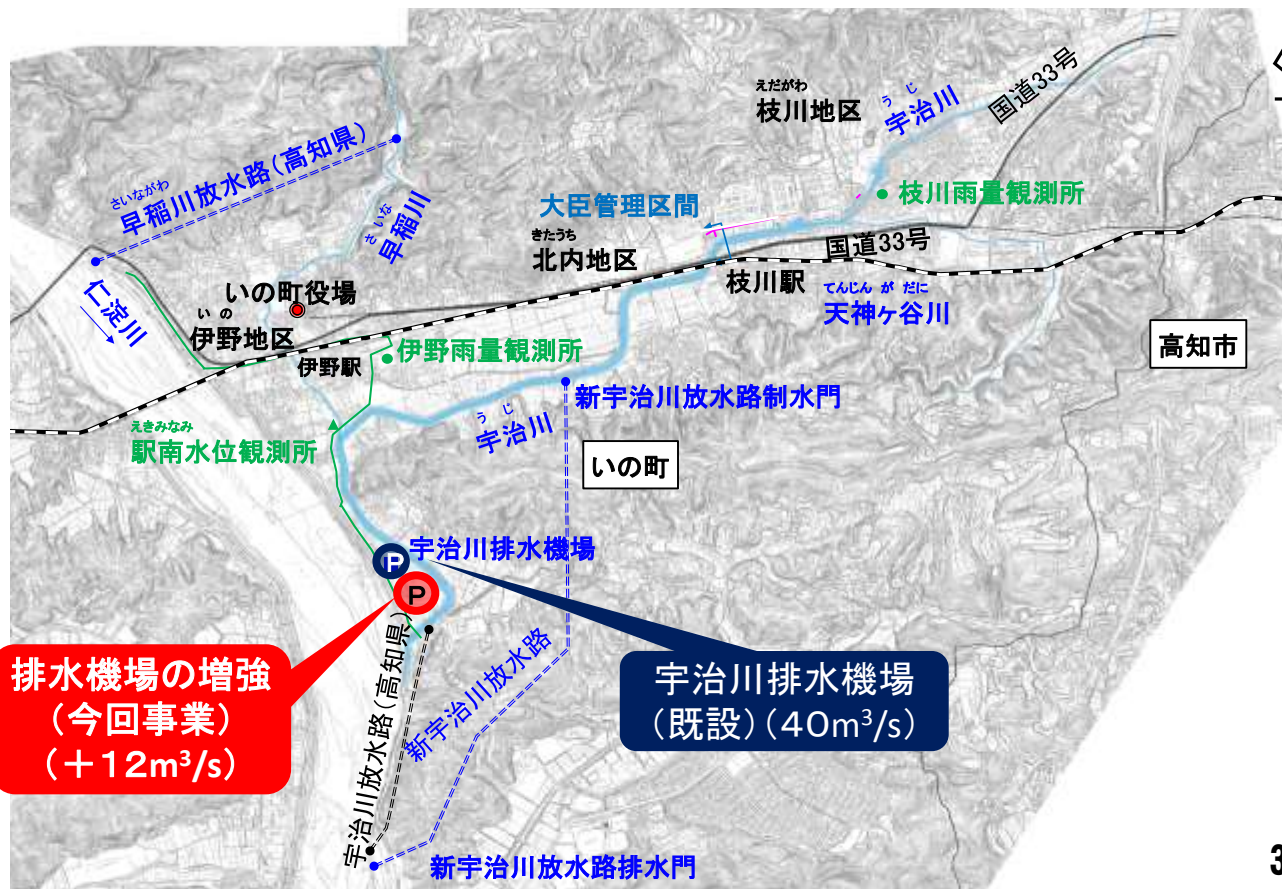 えだがわ
枝川地区
うじ
宇治川
国道33号
さいながわ
早稲川放水路(高知県)
さいな
早稲川
大臣管理区間
枝川雨量観測所
きたうち
北内地区
国道33号
枝川駅
てんじんがだに
天神ヶ谷川
高知市
仁淀川
いの町役場
いの
伊野地区
伊野駅
伊野雨量観測所
新宇治川放水路制水門
うじ
宇治川
えきみなみ
駅南水位観測所
いの町
宇治川排水機場
P
P
排水機場の増強
(今回事業)
(+12m³/s)
宇治川排水機場
(既設)(40m³/s)
宇治川放水路(高知県)
新宇治川放水路
新宇治川放水路排水門
3